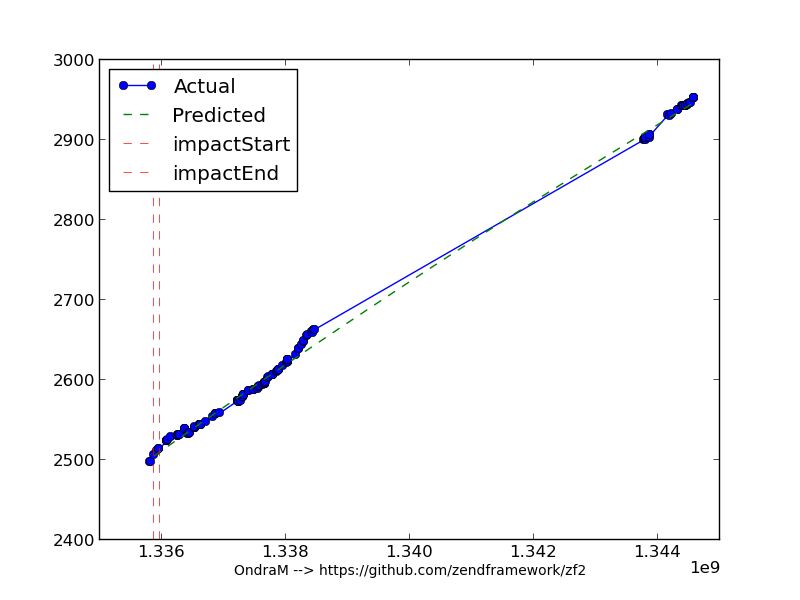 3000
2900
2800
2700
2600
2500
2400
Actual
Predicted
impactStart
impactEnd
1.336 1.338 1.340 1.342 1.344
1e9
OndraM --> https://github.com/zendframework/zf2